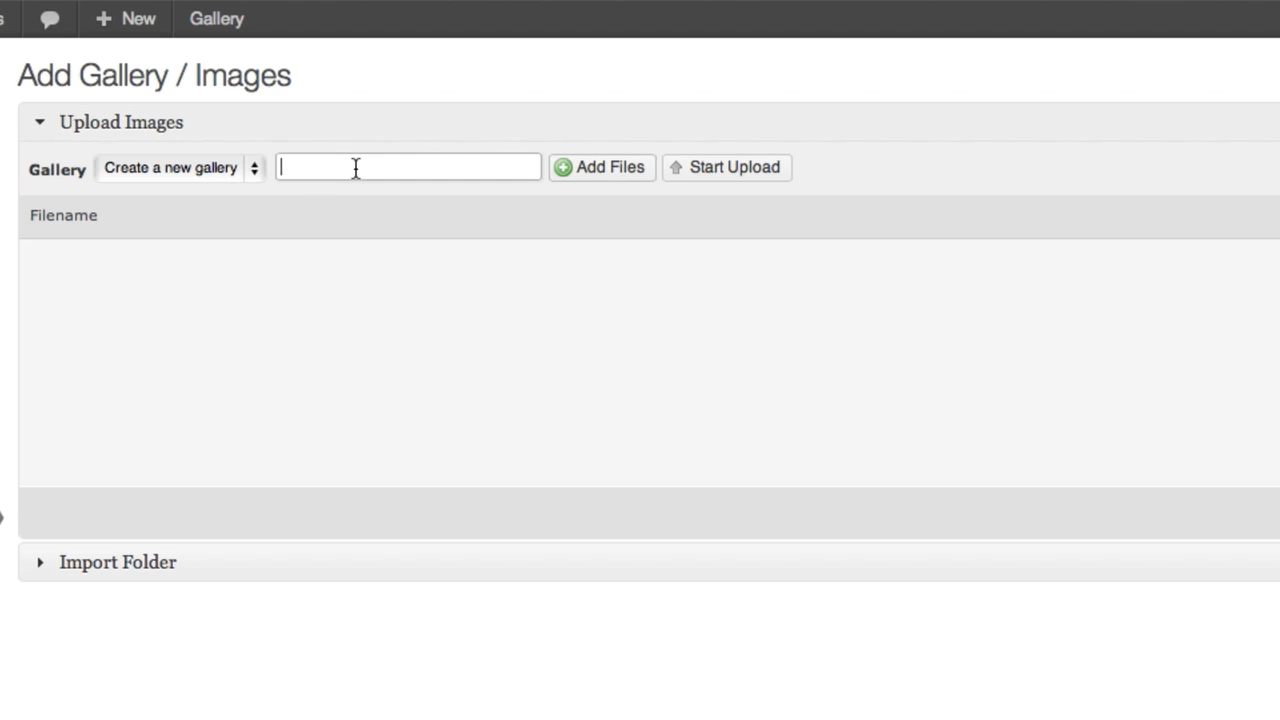 s New Gallery
Add Gallery / Images
Upload Images
Gallery Create a new gallery Add Files Start Upload
Filename
Import Folder